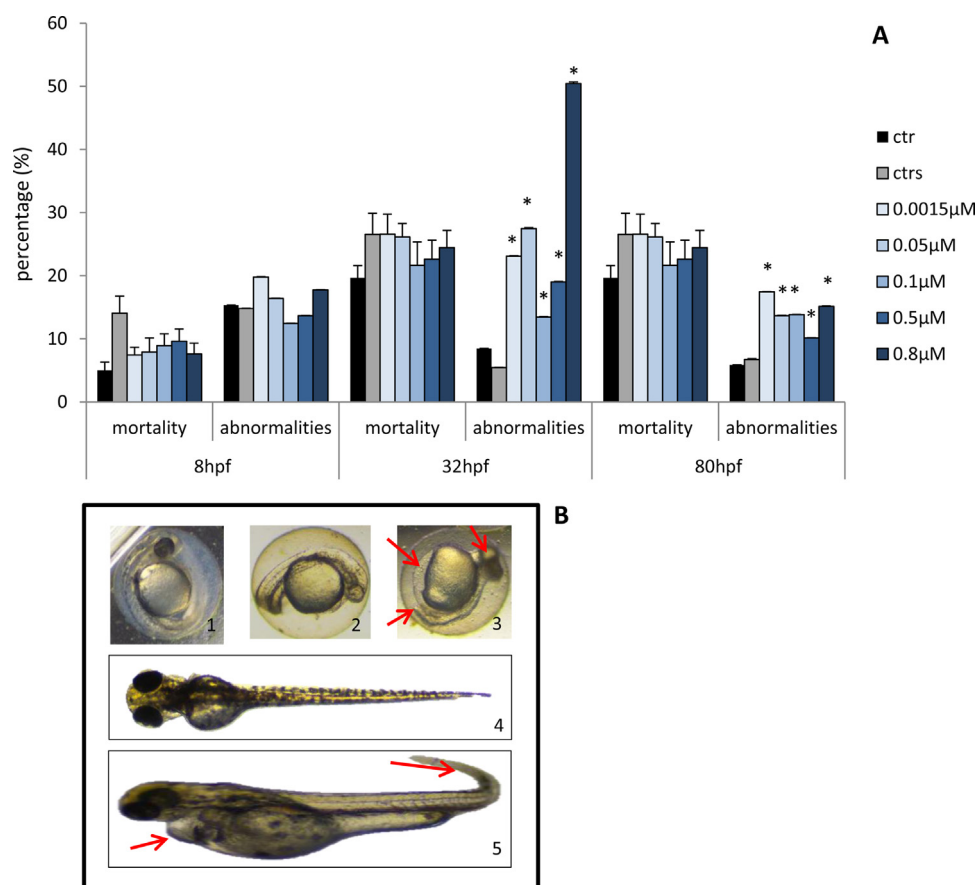 A
60
50
40
30
20
10
0
percentage (%)
* * * * *
* ** * *
mortality abnormalities mortality abnormalities mortality abnormalities
8hpf 32hpf 80hpf
ctr
ctrs
0.0015µM
0.05µM
0.1µM
0.5µM
0.8µM
B
1 2 3
4
5